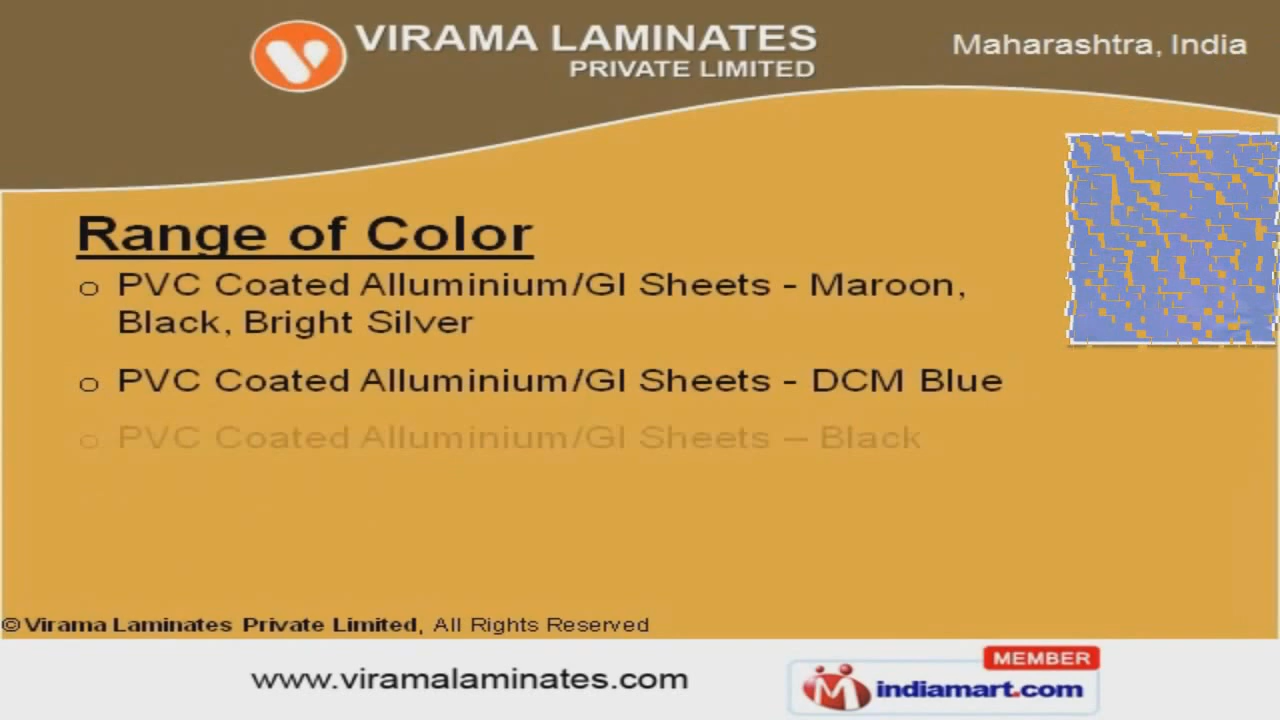 VIRAMA LAMINATES
PRIVATE LIMITED
Maharashtra, India
Range of Color
○ PVC Coated Alluminium/GI Sheets - Maroon,
Black, Bright Silver
○ PVC Coated Alluminium/GI Sheets - DCM Blue
○ PVC Coated Alluminium/GI Sheets – Black
© Virama Laminates Private Limited, All Rights Reserved
www.viramalaminates.com
MEMBER
indiamart.com